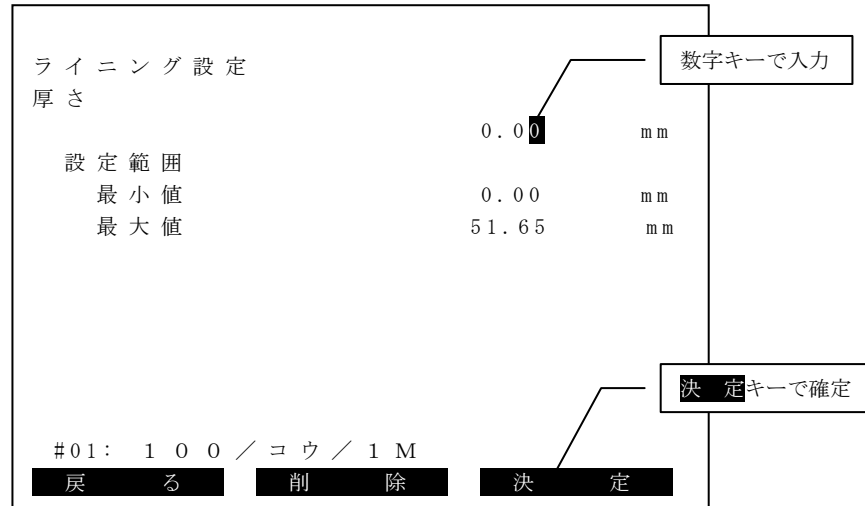 ライニング設定
数字キーで入力
厚さ
0.00 mm
設定範囲
最小値 0.00 mm
最大値 51.65 mm
決 定キーで確定
#01: １００／コウ／１Ｍ
戻 る 削 除 決 定